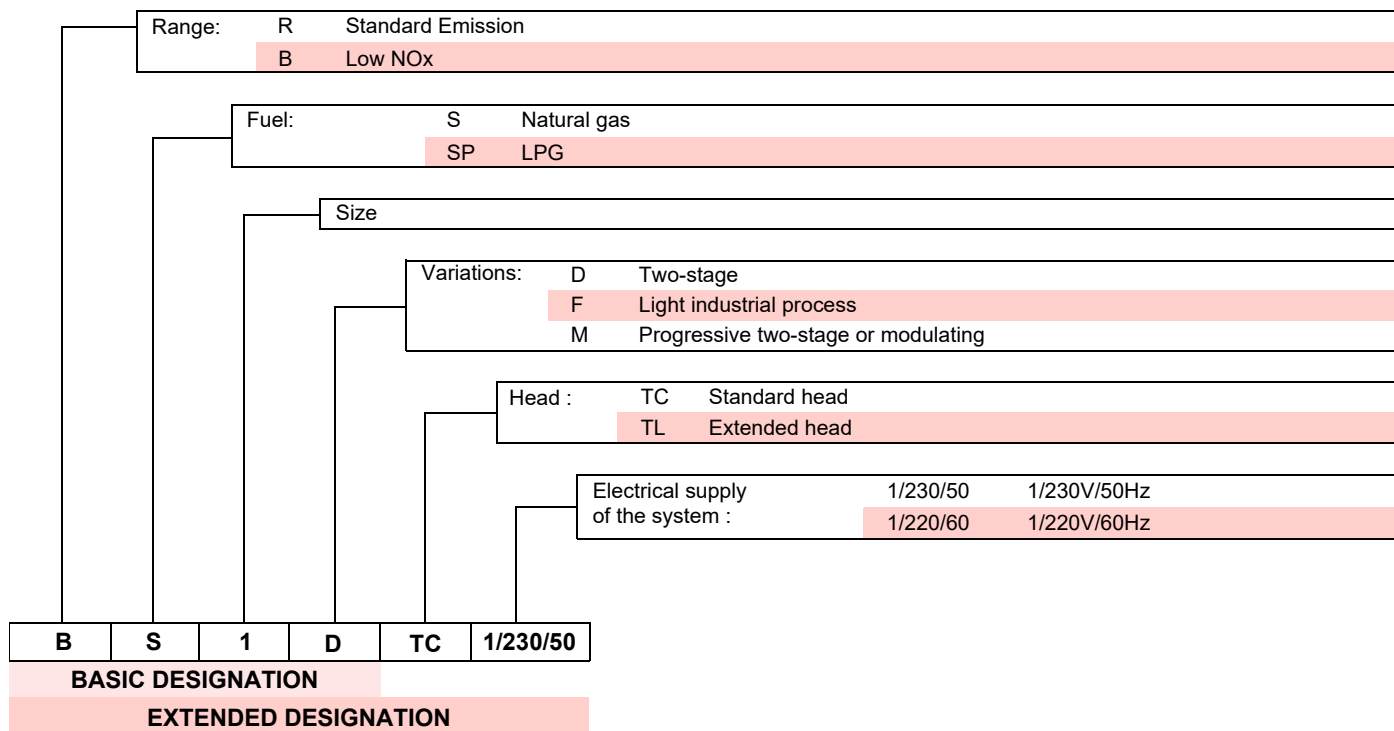 Range: R Standard Emission
B Low NOx
Fuel: S Natural gas
SP LPG
Size
Variations: D Two-stage
F Light industrial process
M Progressive two-stage or modulating
Head : TC Standard head
TL Extended head
Electrical supply 1/230/50 1/230V/50Hz
of the system : 1/220/60 1/220V/60Hz
B S 1 D TC 1/230/50
BASIC DESIGNATION
EXTENDED DESIGNATION